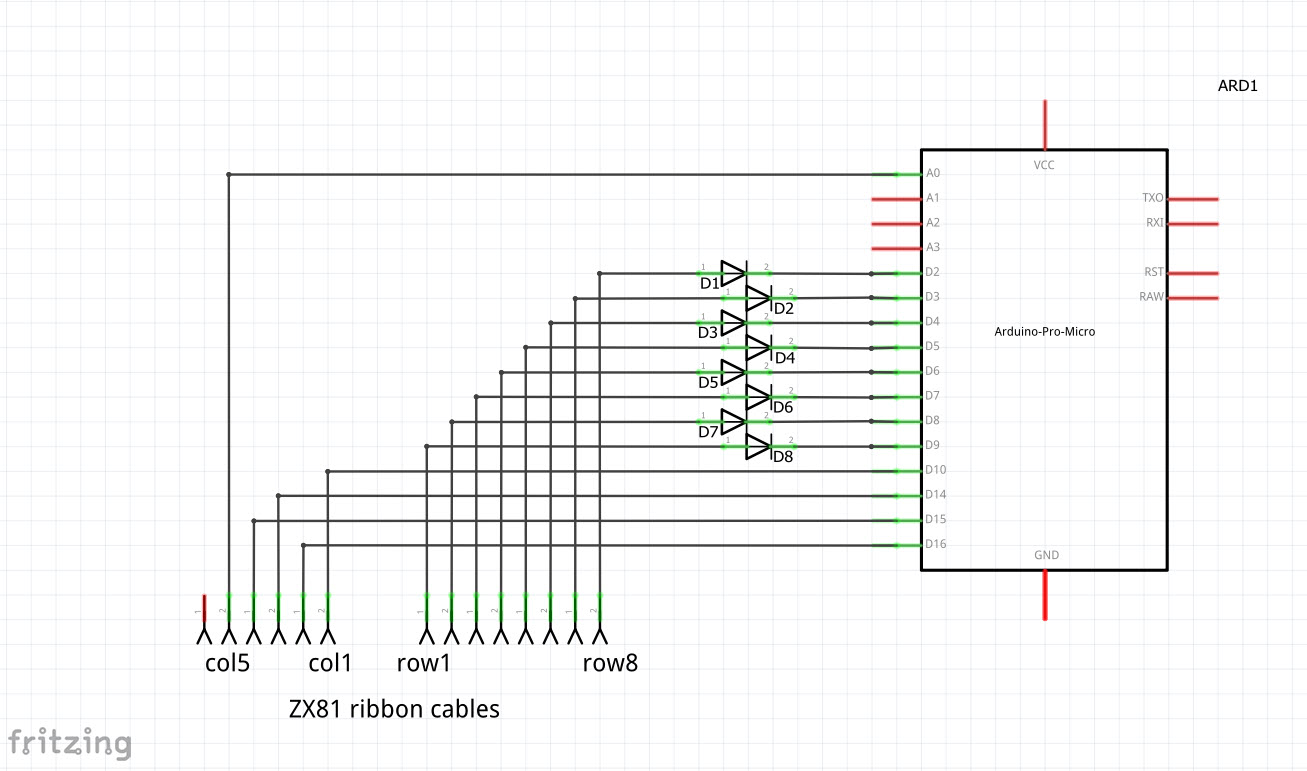 ARD1
VCC
A0
A1
TXO
A2
RXI
A3
1 2
D1
D2
RST
1 2
D2
D3
RAW
1 2
D3
D4
Arduino-Pro-Micro
1 2
D4
D5
1 2
D5
D6
1 2
D6
D7
1 2
D7
D8
1 2
D8
D9
D10
D14
D15
D16
GND
1 2 1 2 1 2 1 2 1 2 1 2 1 2
col5 col1 row1 row8
ZX81 ribbon cables
fritzing